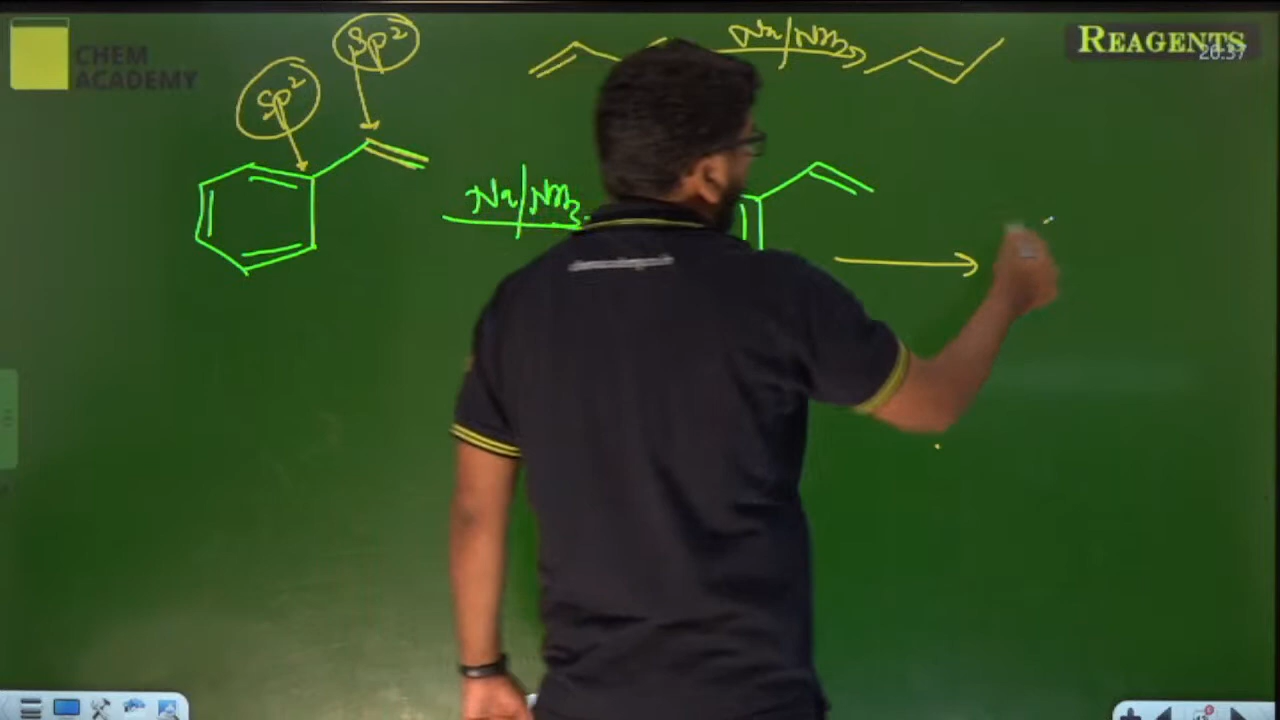 CHEM
ACADEMY
REAGENTS
20:37
sp²
sp²
Na/NH₃
Na/NH₃